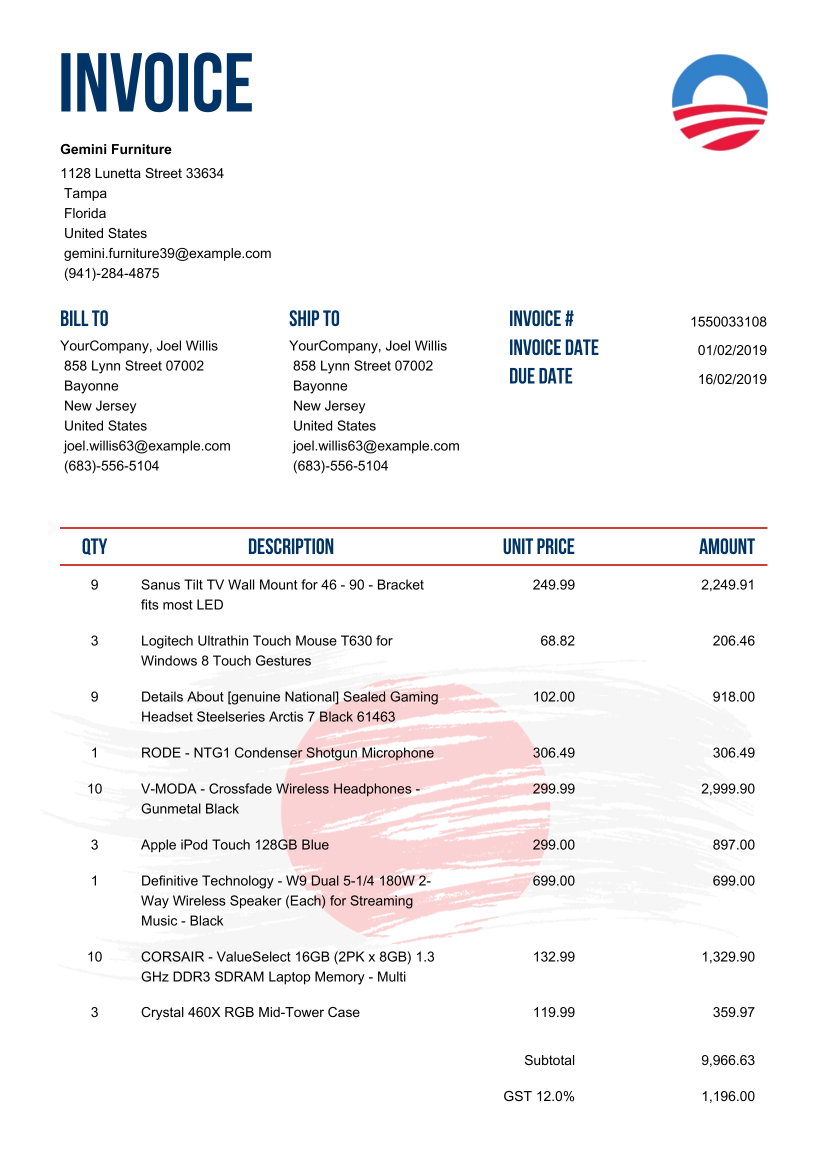 INVOICE
Gemini Furniture
1128 Lunetta Street 33634
Tampa
Florida
United States
gemini.furniture39@example.com
(941)-284-4875
BILL TO
YourCompany, Joel Willis
858 Lynn Street 07002
Bayonne
New Jersey
United States
joel.willis63@example.com
(683)-556-5104
SHIP TO
YourCompany, Joel Willis
858 Lynn Street 07002
Bayonne
New Jersey
United States
joel.willis63@example.com
(683)-556-5104
INVOICE # 1550033108
INVOICE DATE 01/02/2019
DUE DATE 16/02/2019
QTY DESCRIPTION UNIT PRICE AMOUNT
9 Sanus Tilt TV Wall Mount for 46 - 90 - Bracket 249.99 2,249.91
fits most LED
3 Logitech Ultrathin Touch Mouse T630 for 68.82 206.46
Windows 8 Touch Gestures
9 Details About [genuine National] Sealed Gaming 102.00 918.00
Headset Steelseries Arctis 7 Black 61463
1 RODE - NTG1 Condenser Shotgun Microphone 306.49 306.49
10 V-MODA - Crossfade Wireless Headphones - 299.99 2,999.90
Gunmetal Black
3 Apple iPod Touch 128GB Blue 299.00 897.00
1 Definitive Technology - W9 Dual 5-1/4 180W 2- 699.00 699.00
Way Wireless Speaker (Each) for Streaming
Music - Black
10 CORSAIR - ValueSelect 16GB (2PK x 8GB) 1.3 132.99 1,329.90
GHz DDR3 SDRAM Laptop Memory - Multi
3 Crystal 460X RGB Mid-Tower Case 119.99 359.97
Subtotal 9,966.63
GST 12.0% 1,196.00